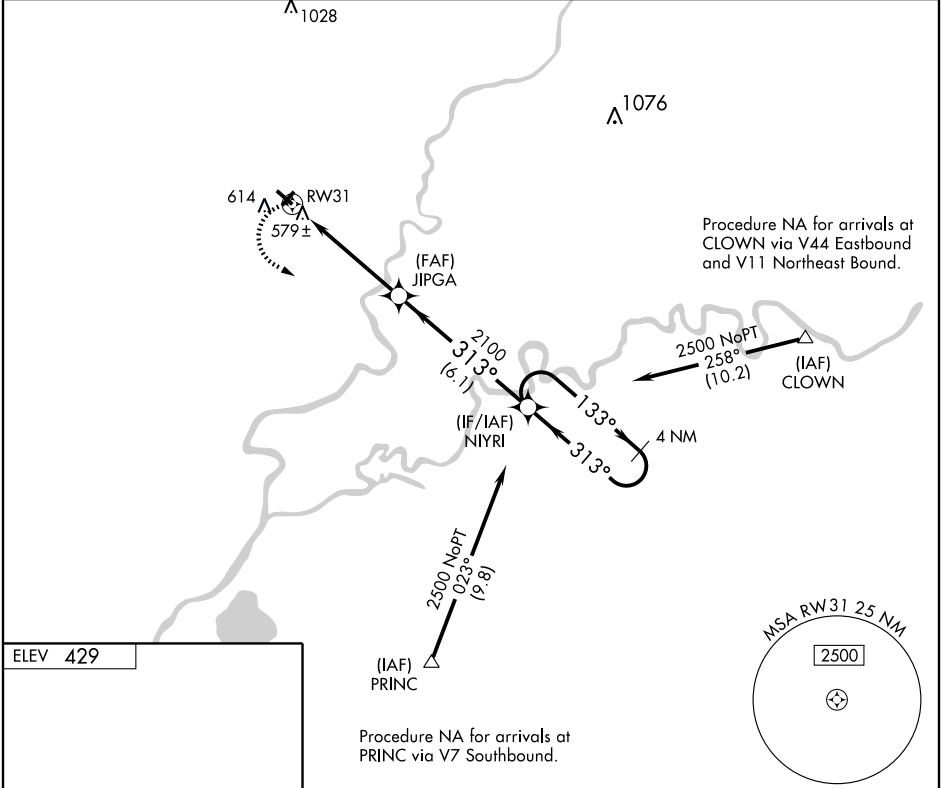 1028
1076
614
RW31
579±
Procedure NA for arrivals at
CLOWN via V44 Eastbound
and V11 Northeast Bound.
(FAF)
JIPGA
2100
313°
(6.1)
2500 NoPT
258°
(10.2)
(IAF)
CLOWN
(IF/IAF)
NIYRI
133°
4 NM
313°
2500 NoPT
023°
(9.8)
MSA RW31 25 NM
2500
ELEV 429
(IAF)
PRINC
Procedure NA for arrivals at
PRINC via V7 Southbound.